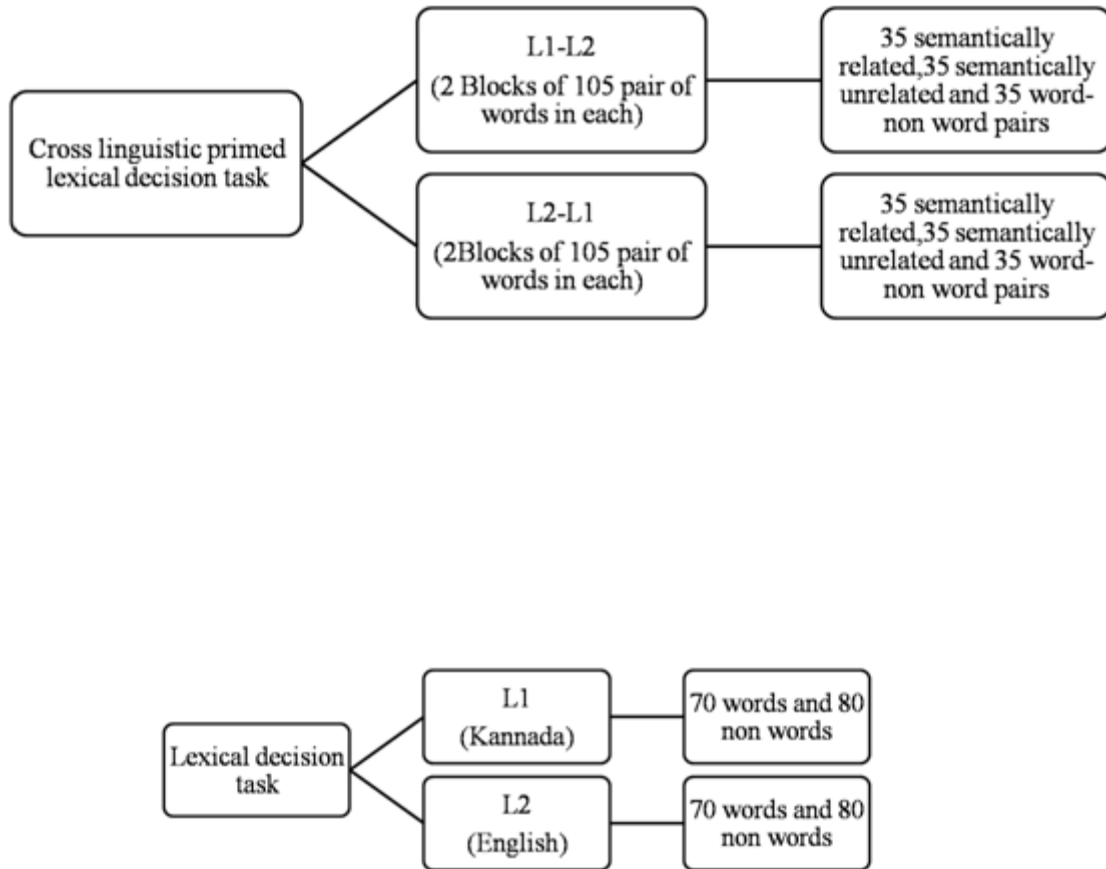 Cross linguistic primed
lexical decision task
L1-L2
(2 Blocks of 105 pair of
words in each)
35 semantically
related,35 semantically
unrelated and 35 word-
non word pairs
L2-L1
(2Blocks of 105 pair of
words in each)
35 semantically
related,35 semantically
unrelated and 35 word-
non word pairs
Lexical decision
task
L1
(Kannada)
70 words and 80
non words
L2
(English)
70 words and 80
non words